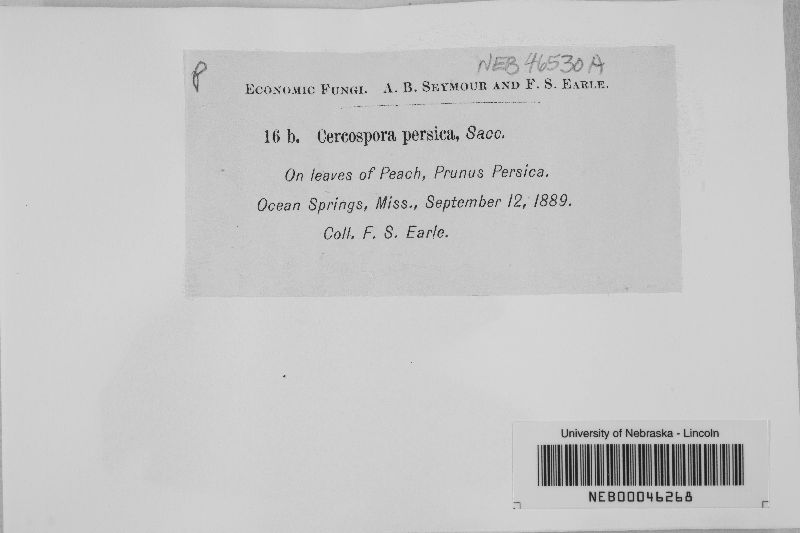 P
NEB 46530A
Economic Fungi. A. B. Seymour and F. S. Earle.
16 b. Cercospora persica, Sacc.
On leaves of Peach, Prunus Persica.
Ocean Springs, Miss., September 12, 1889.
Coll. F. S. Earle.
University of Nebraska - Lincoln
NEB00046268